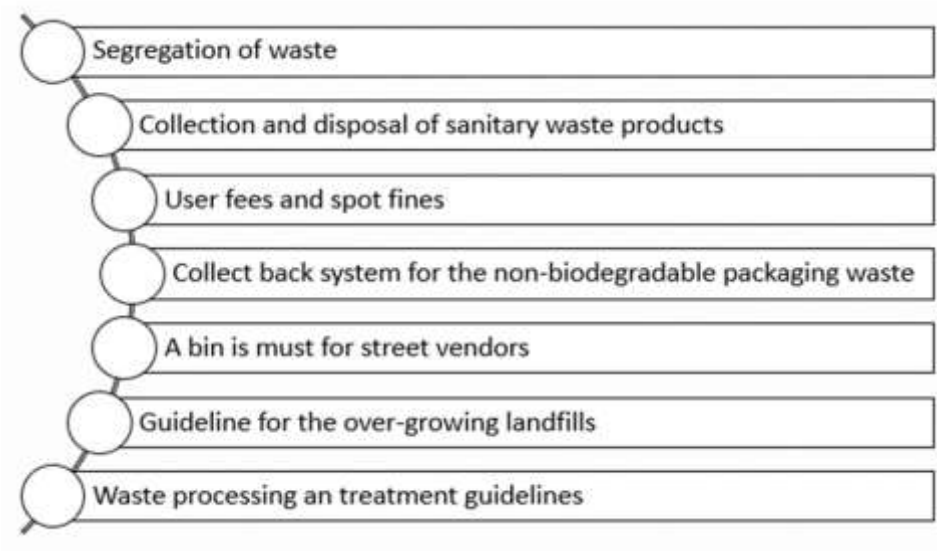 Segregation of waste
Collection and disposal of sanitary waste products
User fees and spot fines
Collect back system for the non-biodegradable packaging waste
A bin is must for street vendors
Guideline for the over-growing landfills
Waste processing an treatment guidelines